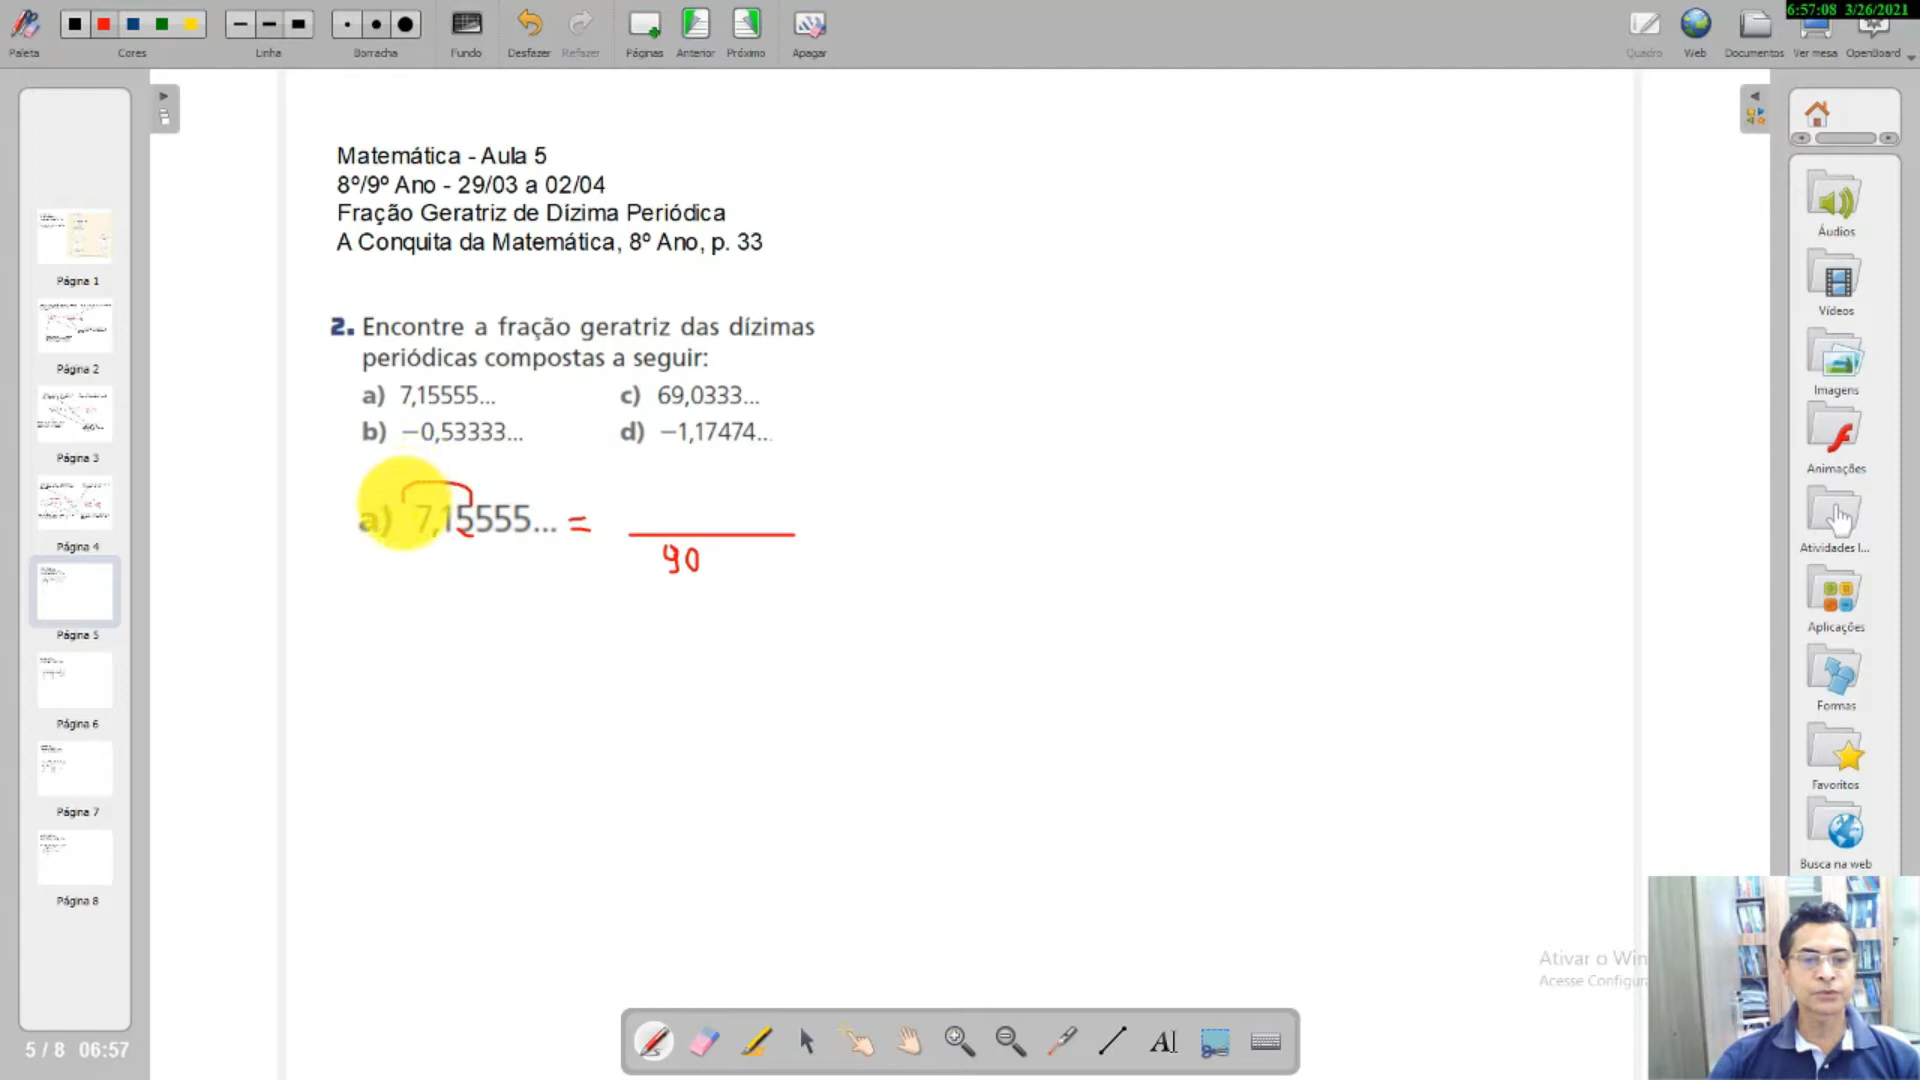 6:57:08 3/26/2021
Paleta
Cores
Linha
Borracha
Fundo
Desfazer
Refazer
Páginas
Anterior
Próximo
Apagar
Quadro
Web
Documentos
Ver mesa
OpenBoard
Página 1
Página 2
Página 3
Página 4
Página 5
Página 6
Página 7
Página 8
5 / 8 06:57
Matemática - Aula 5
8º/9º Ano - 29/03 a 02/04
Fração Geratriz de Dízima Periódica
A Conquita da Matemática, 8º Ano, p. 33
2. Encontre a fração geratriz das dízimas
periódicas compostas a seguir:
a) 7,15555... c) 69,0333...
b) −0,53333... d) −1,17474...
a) 7,15555... =
90
Áudios
Vídeos
Imagens
Animações
Atividades I...
Aplicações
Formas
Favoritos
Busca na web
Ativar o Win
Acesse Configura
AI